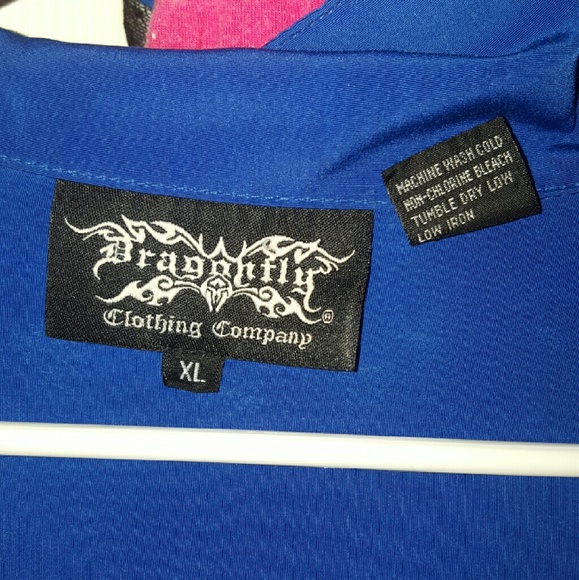 Dragonfly
®
Clothing Company
XL
MACHINE WASH COLD
NON-CHLORINE BLEACH
TUMBLE DRY LOW
LOW IRON